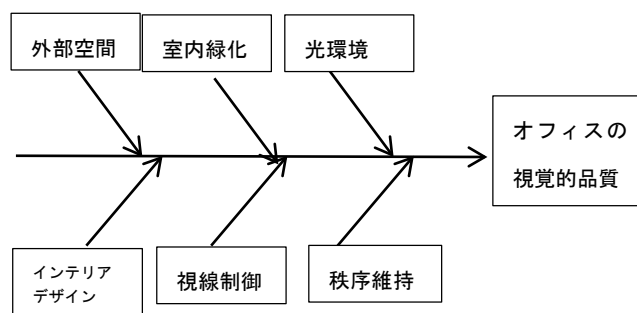 外部空間
室内緑化
光環境
オフィスの
視覚的品質
インテリア
デザイン
視線制御
秩序維持